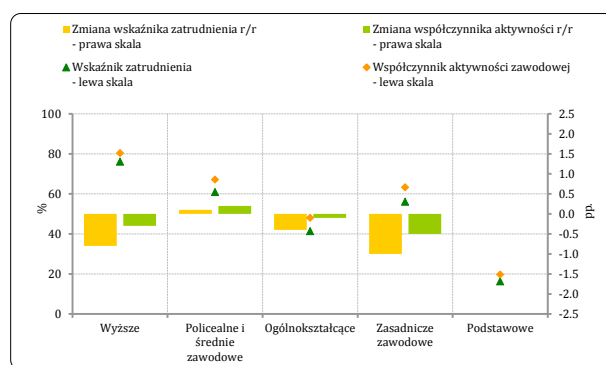 Zmiana wskaźnika zatrudnienia r/r
- prawa skala
Zmiana współczynnika aktywności r/r
- prawa skala
Wskaźnik zatrudnienia
- lewa skala
Współczynnik aktywności zawodowej
- lewa skala
100
80
60
40
20
0
%
2.5
2.0
1.5
1.0
0.5
0.0
-0.5
-1.0
-1.5
-2.0
-2.5
pp.
Wyższe
Policealne i
średnie
zawodowe
Ogólnokształcące
Zasadnicze
zawodowe
Podstawowe